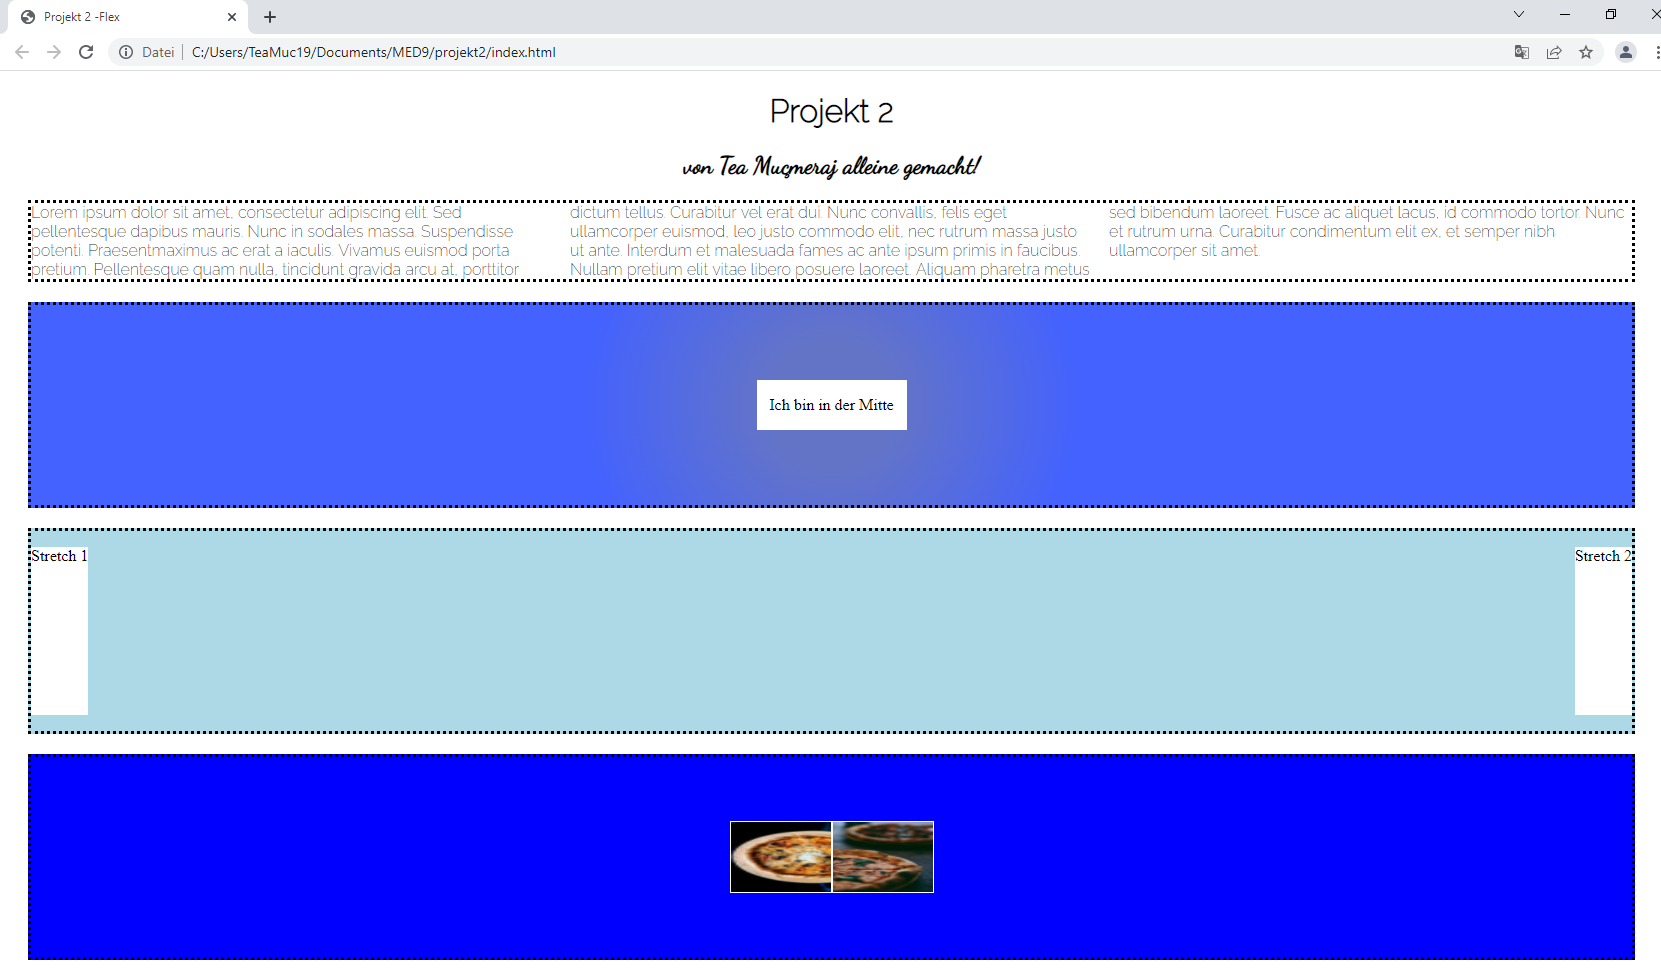 Projekt 2 -Flex
Datei
C:/Users/TeaMuc19/Documents/MED9/projekt2/index.html
Projekt 2
von Tea Muçmeraj alleine gemacht!
Lorem ipsum dolor sit amet, consectetur adipiscing elit. Sed
pellentesque dapibus mauris. Nunc in sodales massa. Suspendisse
potenti. Praesentmaximus ac erat a iaculis. Vivamus euismod porta
pretium. Pellentesque quam nulla, tincidunt gravida arcu at, porttitor
dictum tellus. Curabitur vel erat dui. Nunc convallis, felis eget
ullamcorper euismod, leo justo commodo elit, nec rutrum massa justo
ut ante. Interdum et malesuada fames ac ante ipsum primis in faucibus.
Nullam pretium elit vitae libero posuere laoreet. Aliquam pharetra metus
sed bibendum laoreet. Fusce ac aliquet lacus, id commodo tortor. Nunc
et rutrum urna. Curabitur condimentum elit ex, et semper nibh
ullamcorper sit amet.
Ich bin in der Mitte
Stretch 1
Stretch 2